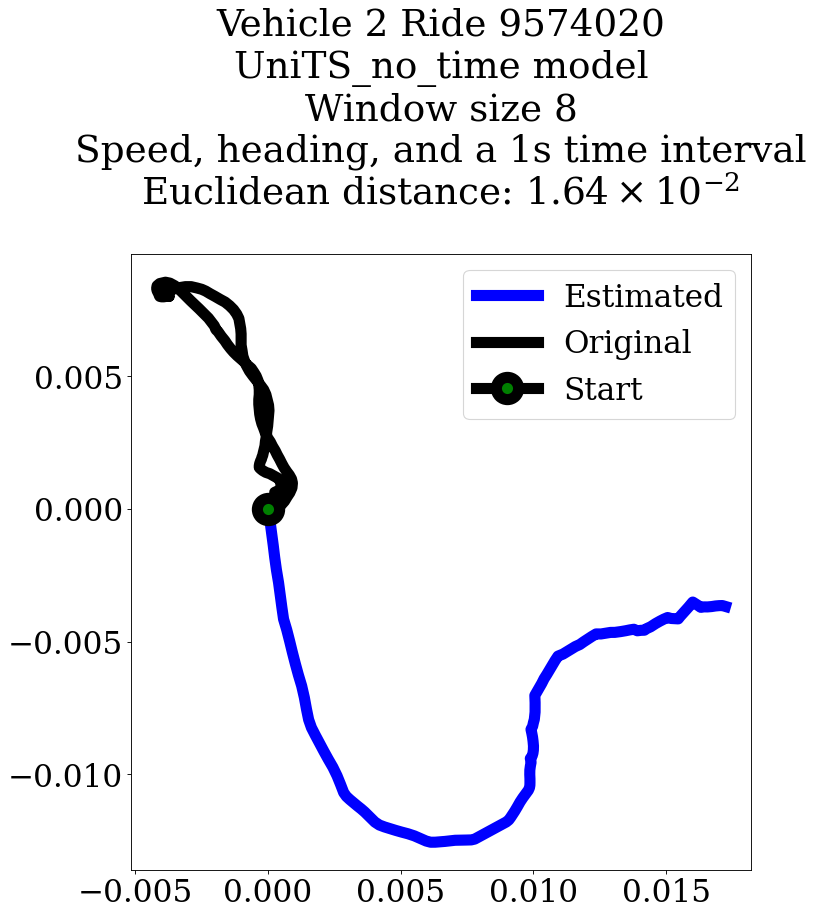 Vehicle 2 Ride 9574020
UniTS_no_time model
Window size 8
Speed, heading, and a 1s time interval
Euclidean distance: 1.64 × 10⁻²
Estimated
Original
Start
0.005
0.000
−0.005
−0.010
−0.005 0.000 0.005 0.010 0.015